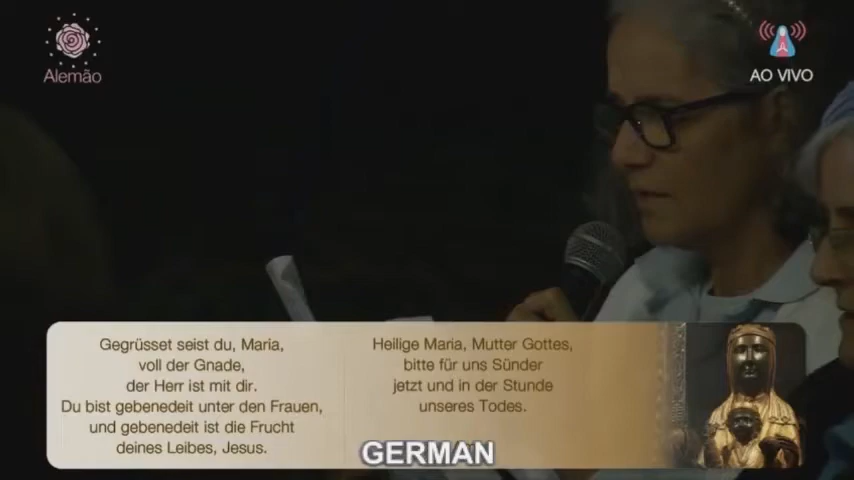 Alemão
AO VIVO
Gegrüsset seist du, Maria,
voll der Gnade,
der Herr ist mit dir.
Du bist gebenedeit unter den Frauen,
und gebenedeit ist die Frucht
deines Leibes, Jesus.
Heilige Maria, Mutter Gottes,
bitte für uns Sünder
jetzt und in der Stunde
unseres Todes.
GERMAN